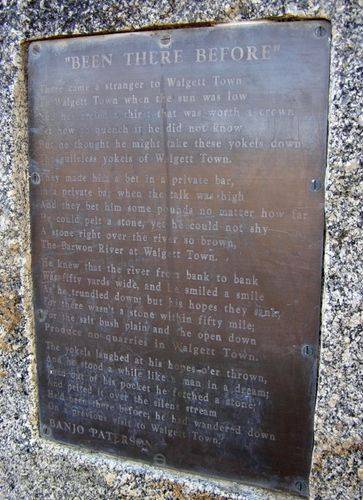 "BEEN THERE BEFORE"
There came a stranger to Walgett Town
To Walgett Town when the sun was low
And he carried a thirst that was worth a crown
Yet how to quench it he did not know
But he thought he might take these yokels down
The guileless yokels of Walgett Town.
They made him a bet in a private bar,
In a private bar when the talk was high
And they bet him some pounds no matter how far
He could pelt a stone, yet he could not shy
A stone right over the river so brown,
The Barwon River at Walgett Town.
He knew that the river from bank to bank
Was fifty yards wide, and he smiled a smile
As he trundled down; but his hopes they sank,
For there wasn't a stone within fifty mile;
For the salt bush plain and the open down
Produce no quarries in Walgett Town.
The yokels laughed at his hopes o'er thrown,
And he stood a while like a man in a dream;
Then out of his pocket he fetched a stone,
And pelted it over the silent stream
He'd been there before; he had wandered down
On a previous visit to Walgett Town.
BANJO PATERSON